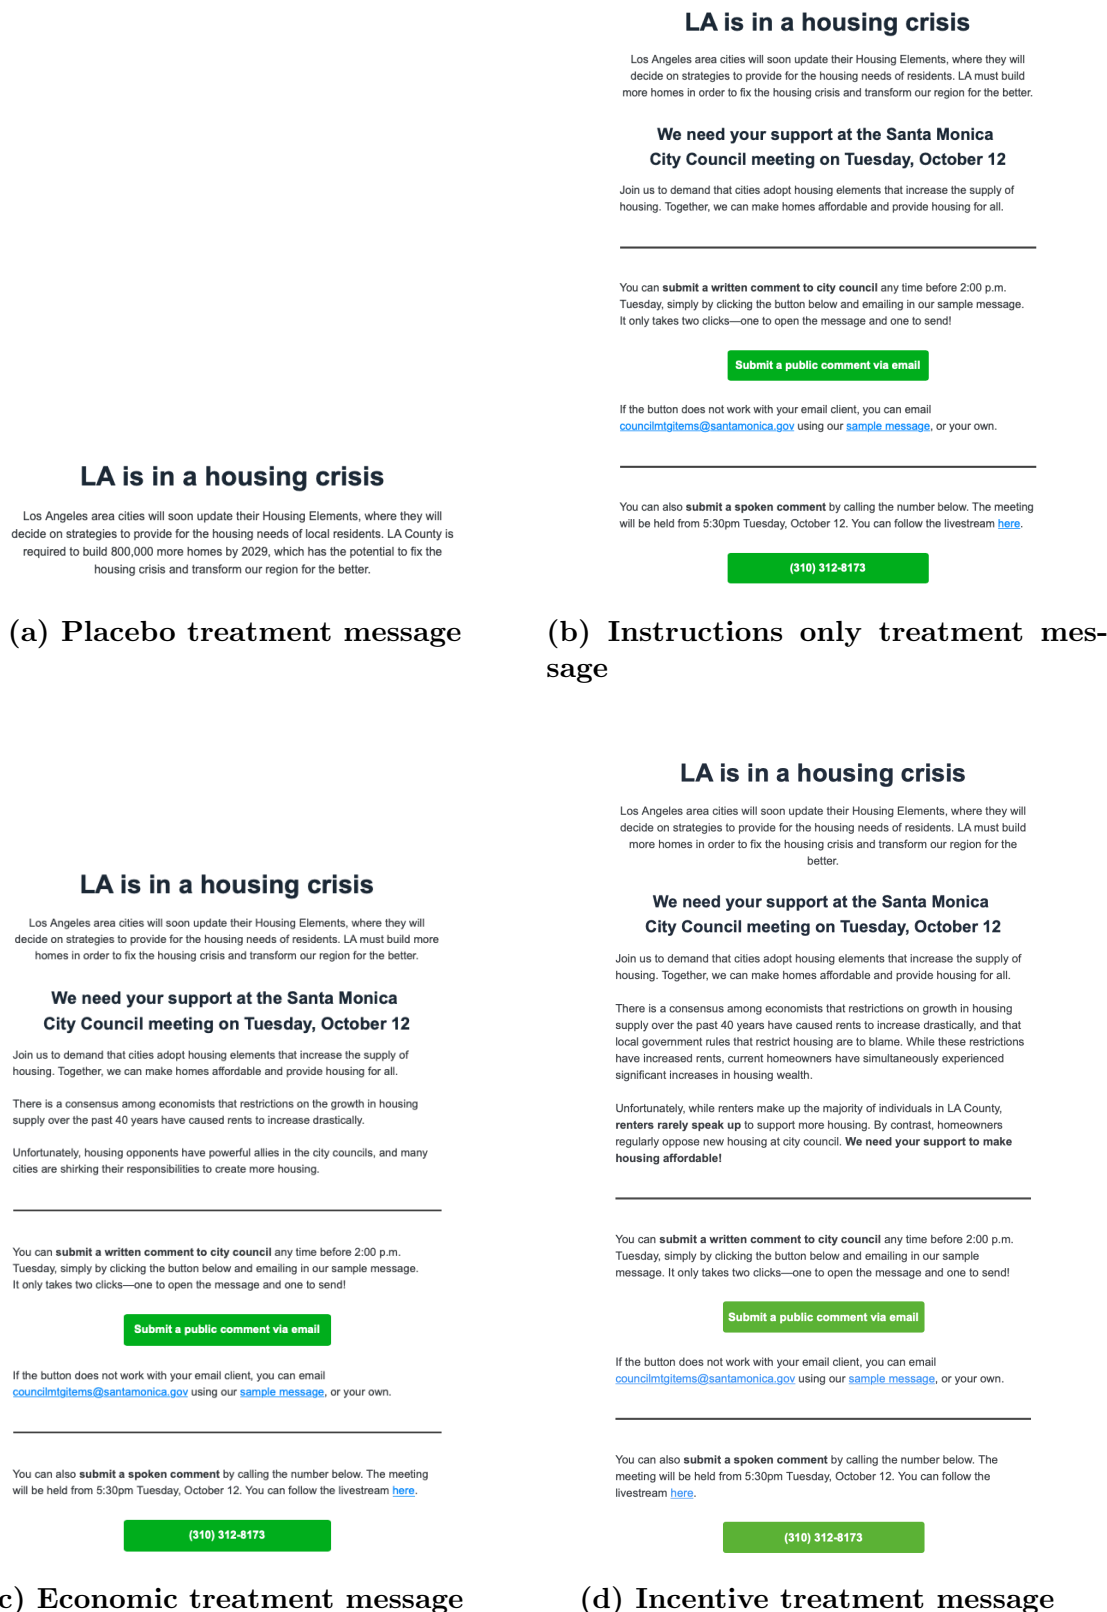 LA is in a housing crisis
Los Angeles area cities will soon update their Housing Elements, where they will
decide on strategies to provide for the housing needs of local residents. LA County is
required to build 800,000 more homes by 2029, which has the potential to fix the
housing crisis and transform our region for the better.
(a) Placebo treatment message
LA is in a housing crisis
Los Angeles area cities will soon update their Housing Elements, where they will
decide on strategies to provide for the housing needs of residents. LA must build
more homes in order to fix the housing crisis and transform our region for the better.
We need your support at the Santa Monica
City Council meeting on Tuesday, October 12
Join us to demand that cities adopt housing elements that increase the supply of
housing. Together, we can make homes affordable and provide housing for all.
You can submit a written comment to city council any time before 2:00 p.m.
Tuesday, simply by clicking the button below and emailing in our sample message.
It only takes two clicks—one to open the message and one to send!
Submit a public comment via email
If the button does not work with your email client, you can email
councilmtgitems@santamonica.gov using our sample message, or your own.
You can also submit a spoken comment by calling the number below. The meeting
will be held from 5:30pm Tuesday, October 12. You can follow the livestream here.
(310) 312-8173
(b) Instructions only treatment mes-
sage
LA is in a housing crisis
Los Angeles area cities will soon update their Housing Elements, where they will
decide on strategies to provide for the housing needs of residents. LA must build more
homes in order to fix the housing crisis and transform our region for the better.
We need your support at the Santa Monica
City Council meeting on Tuesday, October 12
Join us to demand that cities adopt housing elements that increase the supply of
housing. Together, we can make homes affordable and provide housing for all.
There is a consensus among economists that restrictions on the growth in housing
supply over the past 40 years have caused rents to increase drastically.
Unfortunately, housing opponents have powerful allies in the city councils, and many
cities are shirking their responsibilities to create more housing.
You can submit a written comment to city council any time before 2:00 p.m.
Tuesday, simply by clicking the button below and emailing in our sample message.
It only takes two clicks—one to open the message and one to send!
Submit a public comment via email
If the button does not work with your email client, you can email
councilmtgitems@santamonica.gov using our sample message, or your own.
You can also submit a spoken comment by calling the number below. The meeting
will be held from 5:30pm Tuesday, October 12. You can follow the livestream here.
(310) 312-8173
c) Economic treatment message
LA is in a housing crisis
Los Angeles area cities will soon update their Housing Elements, where they will
decide on strategies to provide for the housing needs of residents. LA must build
more homes in order to fix the housing crisis and transform our region for the
better.
We need your support at the Santa Monica
City Council meeting on Tuesday, October 12
Join us to demand that cities adopt housing elements that increase the supply of
housing. Together, we can make homes affordable and provide housing for all.
There is a consensus among economists that restrictions on growth in housing
supply over the past 40 years have caused rents to increase drastically, and that
local government rules that restrict housing are to blame. While these restrictions
have increased rents, current homeowners have simultaneously experienced
significant increases in housing wealth.
Unfortunately, while renters make up the majority of individuals in LA County,
renters rarely speak up to support more housing. By contrast, homeowners
regularly oppose new housing at city council. We need your support to make
housing affordable!
You can submit a written comment to city council any time before 2:00 p.m.
Tuesday, simply by clicking the button below and emailing in our sample
message. It only takes two clicks—one to open the message and one to send!
Submit a public comment via email
If the button does not work with your email client, you can email
councilmtgitems@santamonica.gov using our sample message, or your own.
You can also submit a spoken comment by calling the number below. The
meeting will be held from 5:30pm Tuesday, October 12. You can follow the
livestream here.
(310) 312-8173
(d) Incentive treatment message